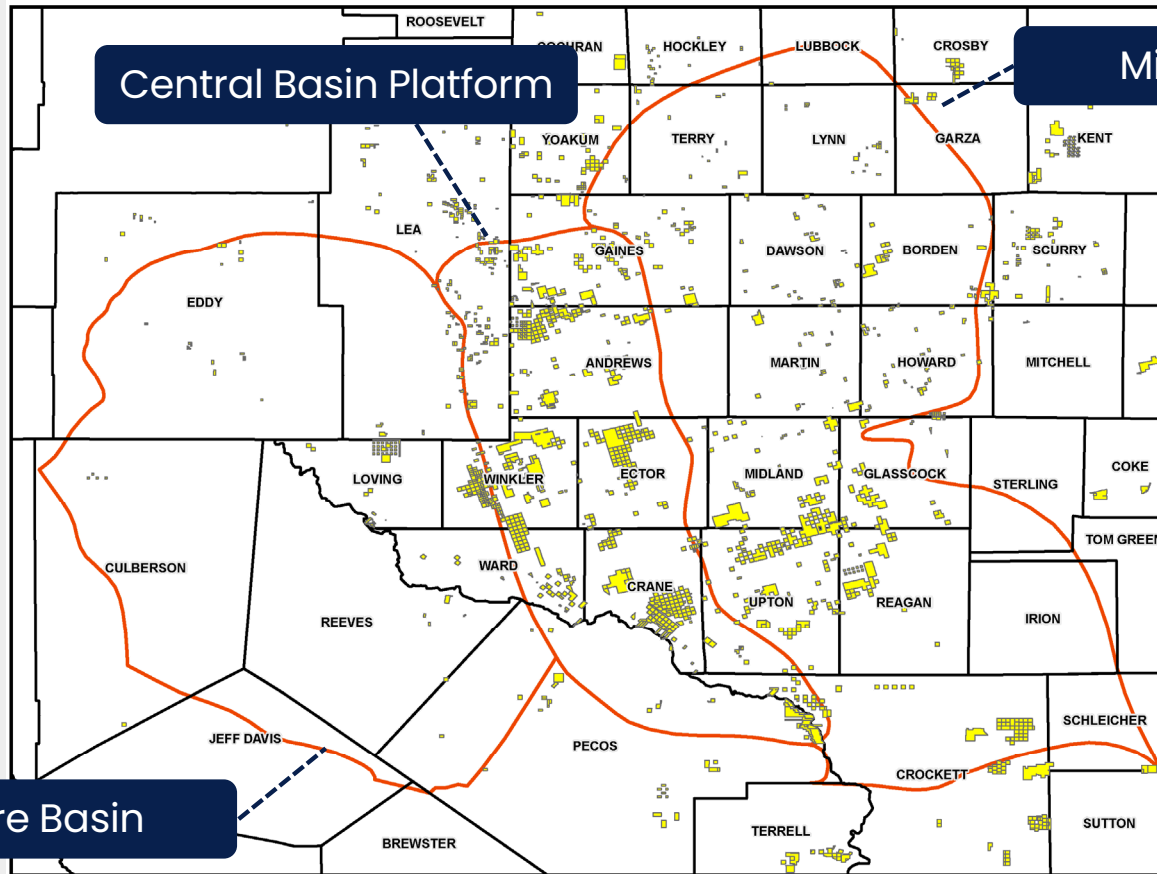 ROOSEVELT
HOCKLEY
LUBBOCK
CROSBY
Central Basin Platform
Mi
YOAKUM
TERRY
LYNN
GARZA
KENT
LEA
GAINES
DAWSON
BORDEN
SCURRY
EDDY
ANDREWS
MARTIN
HOWARD
MITCHELL
LOVING
WINKLER
ECTOR
MIDLAND
GLASSCOCK
STERLING
COKE
TOM GREEN
CULBERSON
WARD
CRANE
UPTON
REAGAN
REEVES
IRION
JEFF DAVIS
PECOS
SCHLEICHER
CROCKETT
re Basin
BREWSTER
TERRELL
SUTTON